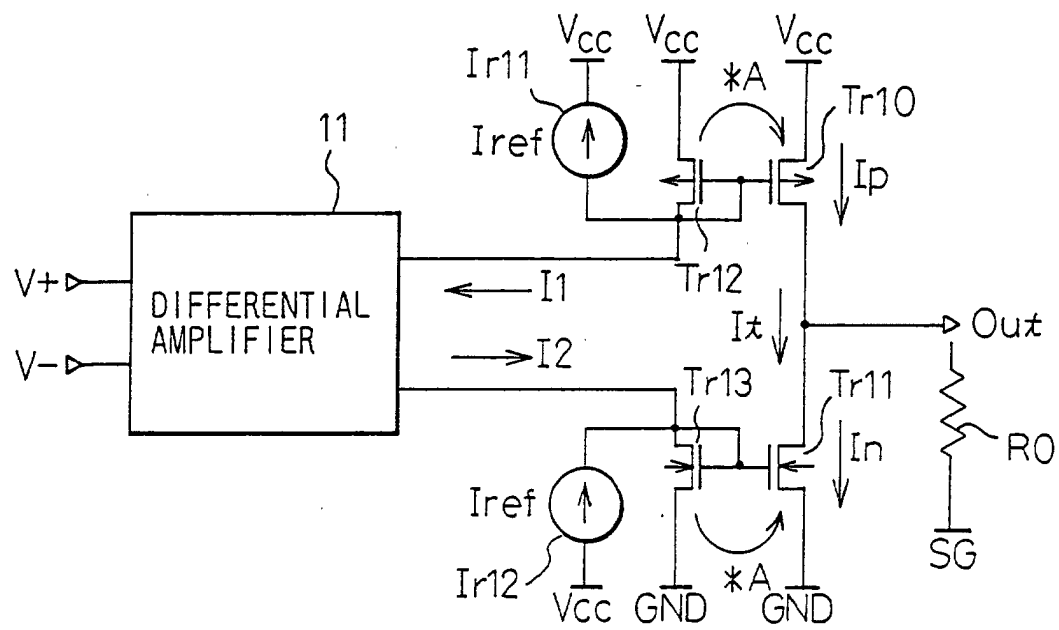 Vcc Vcc Vcc
Ir11
*A
Tr10
11
Iref
Ip
V+
DIFFERENTIAL
AMPLIFIER
V-
Tr12
I1
It
Out
I2
Tr13
Tr11
R0
In
Iref
SG
Ir12
*A
Vcc GND GND